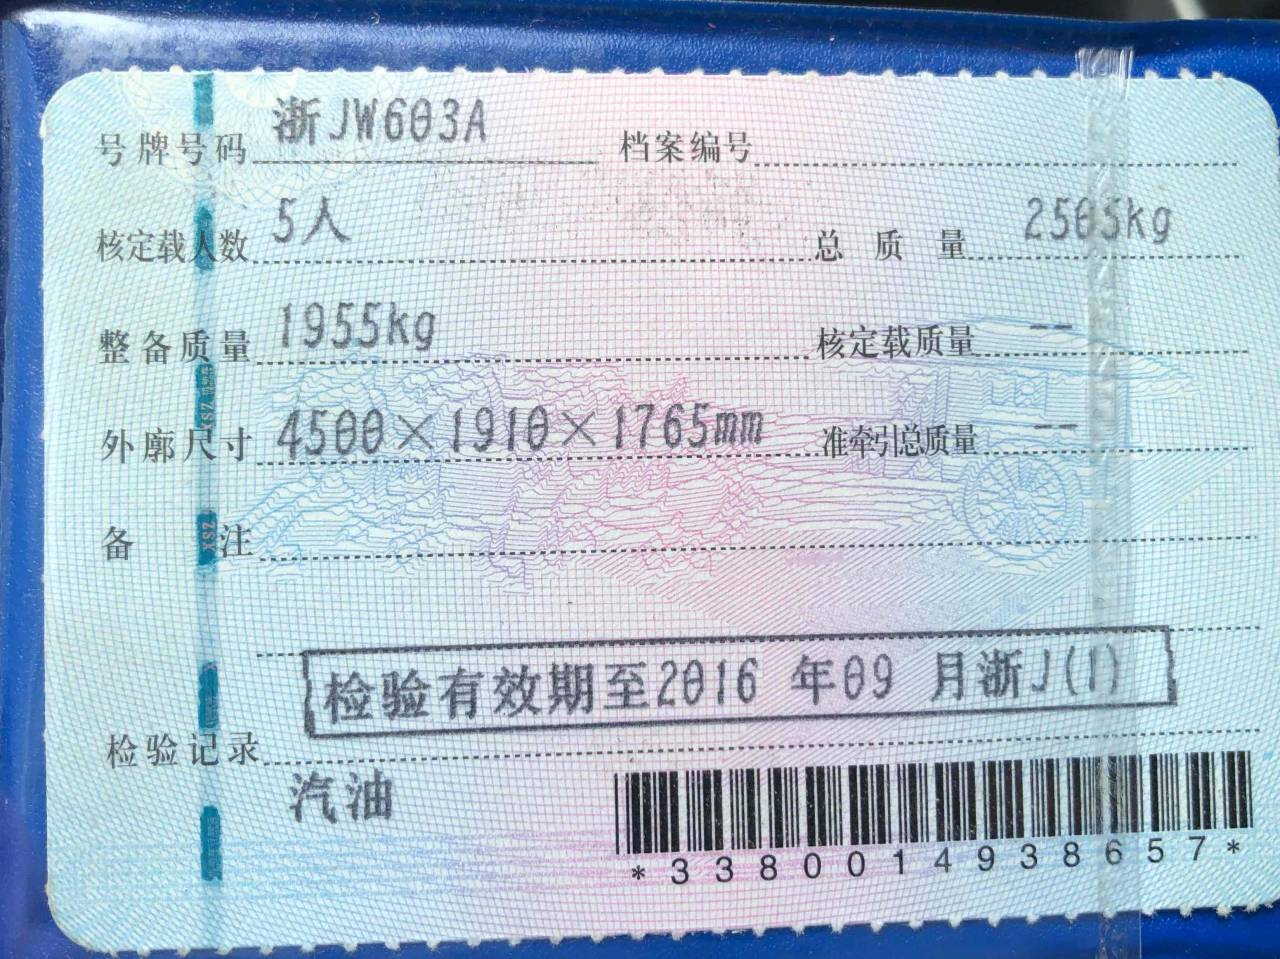 号牌号码 浙JW603A 档案编号
核定载人数 5人 总质量 2505kg
整备质量 1955kg 核定载质量 --
外廓尺寸 4500×1910×1765mm 准牵引总质量 --
备注
检验有效期至2016 年09 月浙J(1)
检验记录
汽油
*3380014938657*